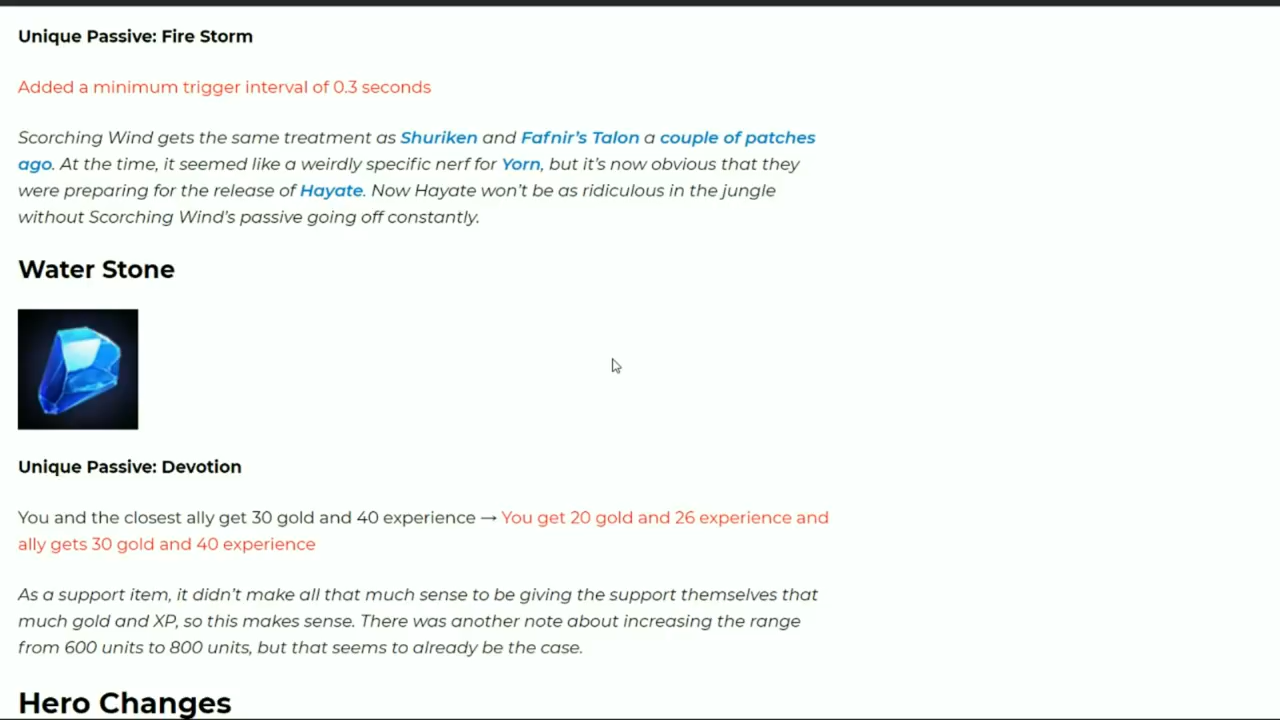 Unique Passive: Fire Storm
Added a minimum trigger interval of 0.3 seconds
Scorching Wind gets the same treatment as Shuriken and Fafnir’s Talon a couple of patches
ago. At the time, it seemed like a weirdly specific nerf for Yorn, but it’s now obvious that they
were preparing for the release of Hayate. Now Hayate won’t be as ridiculous in the jungle
without Scorching Wind’s passive going off constantly.
Water Stone
Unique Passive: Devotion
You and the closest ally get 30 gold and 40 experience → You get 20 gold and 26 experience and
ally gets 30 gold and 40 experience
As a support item, it didn’t make all that much sense to be giving the support themselves that
much gold and XP, so this makes sense. There was another note about increasing the range
from 600 units to 800 units, but that seems to already be the case.
Hero Changes